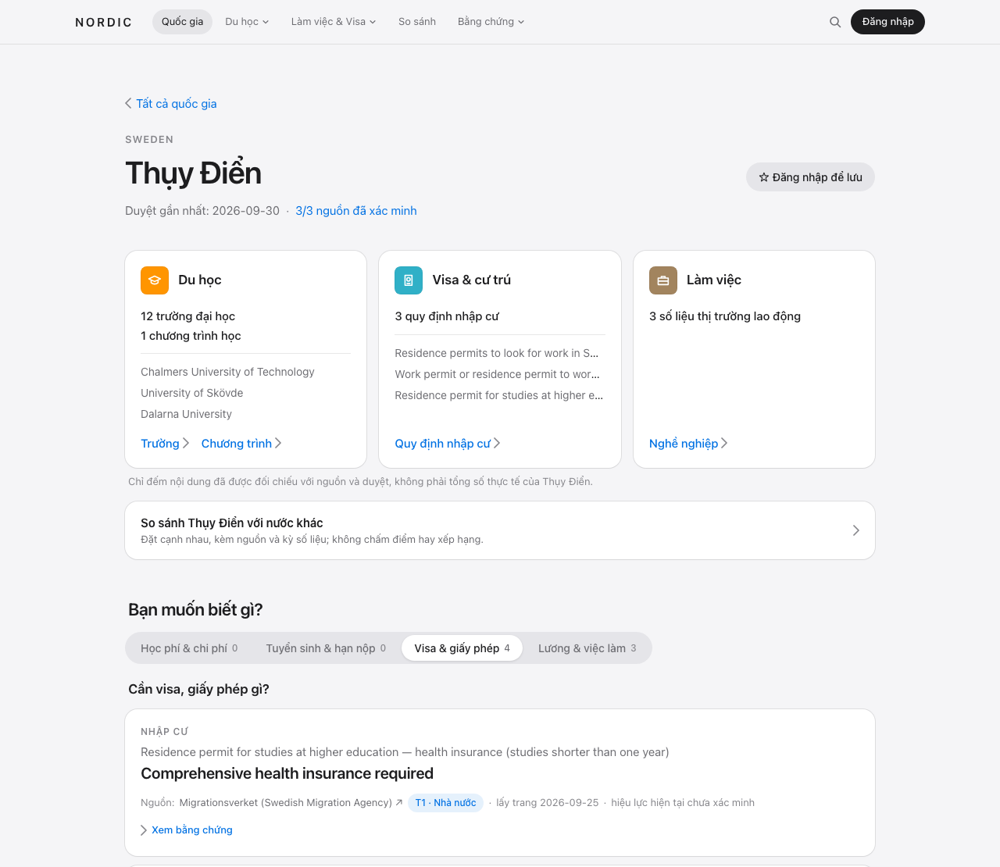 NORDIC
Quốc gia
Du học
Làm việc & Visa
So sánh
Bằng chứng
Đăng nhập
Tất cả quốc gia
SWEDEN
Thụy Điển
Đăng nhập để lưu
Duyệt gần nhất: 2026-09-30 · 3/3 nguồn đã xác minh
Du học
12 trường đại học
1 chương trình học
Chalmers University of Technology
University of Skövde
Dalarna University
Trường
Chương trình
Visa & cư trú
3 quy định nhập cư
Residence permits to look for work in S...
Work permit or residence permit to wor...
Residence permit for studies at higher e...
Quy định nhập cư
Làm việc
3 số liệu thị trường lao động
Nghề nghiệp
Chỉ đếm nội dung đã được đối chiếu với nguồn và duyệt, không phải tổng số thực tế của Thụy Điển.
So sánh Thụy Điển với nước khác
Đặt cạnh nhau, kèm nguồn và kỳ số liệu; không chấm điểm hay xếp hạng.
Bạn muốn biết gì?
Học phí & chi phí 0
Tuyển sinh & hạn nộp 0
Visa & giấy phép 4
Lương & việc làm 3
Cần visa, giấy phép gì?
NHẬP CƯ
Residence permit for studies at higher education — health insurance (studies shorter than one year)
Comprehensive health insurance required
Nguồn: Migrationsverket (Swedish Migration Agency) ↗ T1 · Nhà nước · lấy trang 2026-09-25 · hiệu lực hiện tại chưa xác minh
Xem bằng chứng